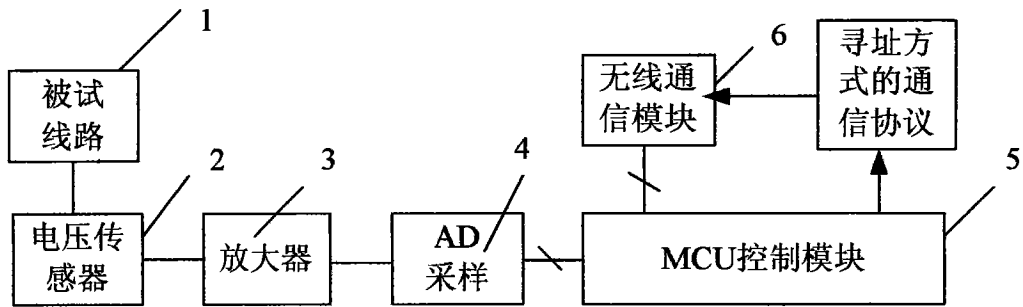 1
被试
线路
2
电压传
感器
3
放大器
4
AD
采样
5
MCU控制模块
6
无线通
信模块
寻址方
式的通
信协议